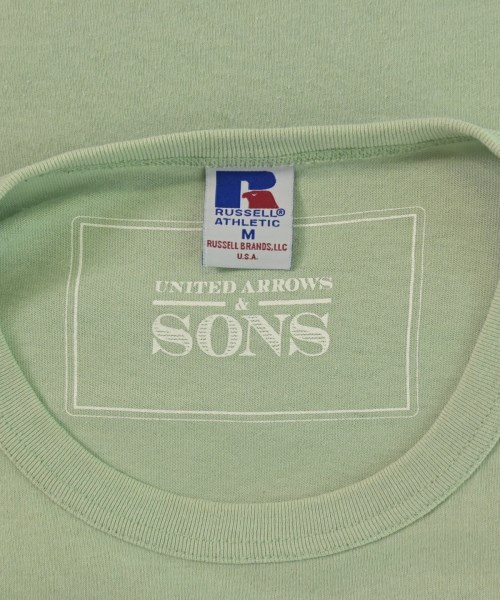 R
RUSSELL®
ATHLETIC
M
RUSSELL BRANDS, LLC
U.S.A.
UNITED ARROWS
&
SONS